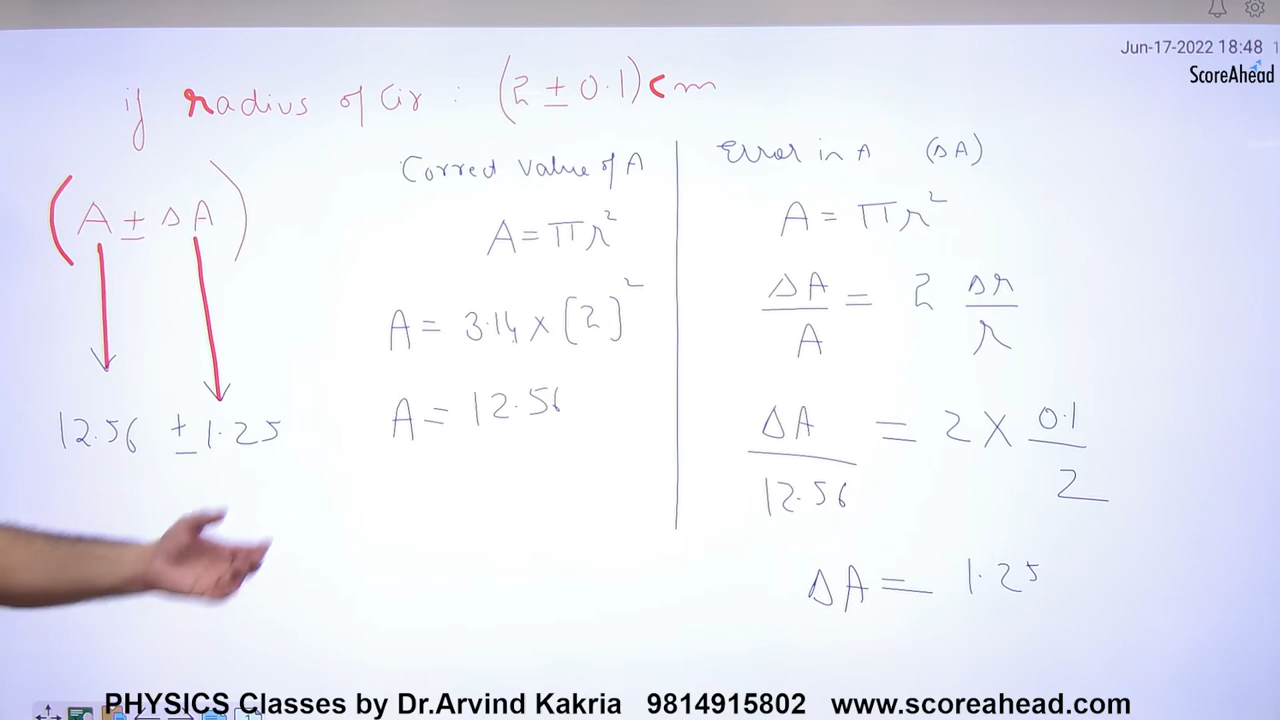 Jun-17-2022 18:48 1
ScoreAhead
if radius of Cir : (2 ± 0.1) cm
(A ± ΔA)
12.56 ± 1.25
Correct value of A
A = πr²
A = 3.14 × (2)²
A = 12.56
Error in A (ΔA)
A = πr²
ΔA/A = 2 Δr/r
ΔA/12.56 = 2 × 0.1/2
ΔA = 1.25
PHYSICS Classes by Dr.Arvind Kakria 9814915802 www.scoreahead.com